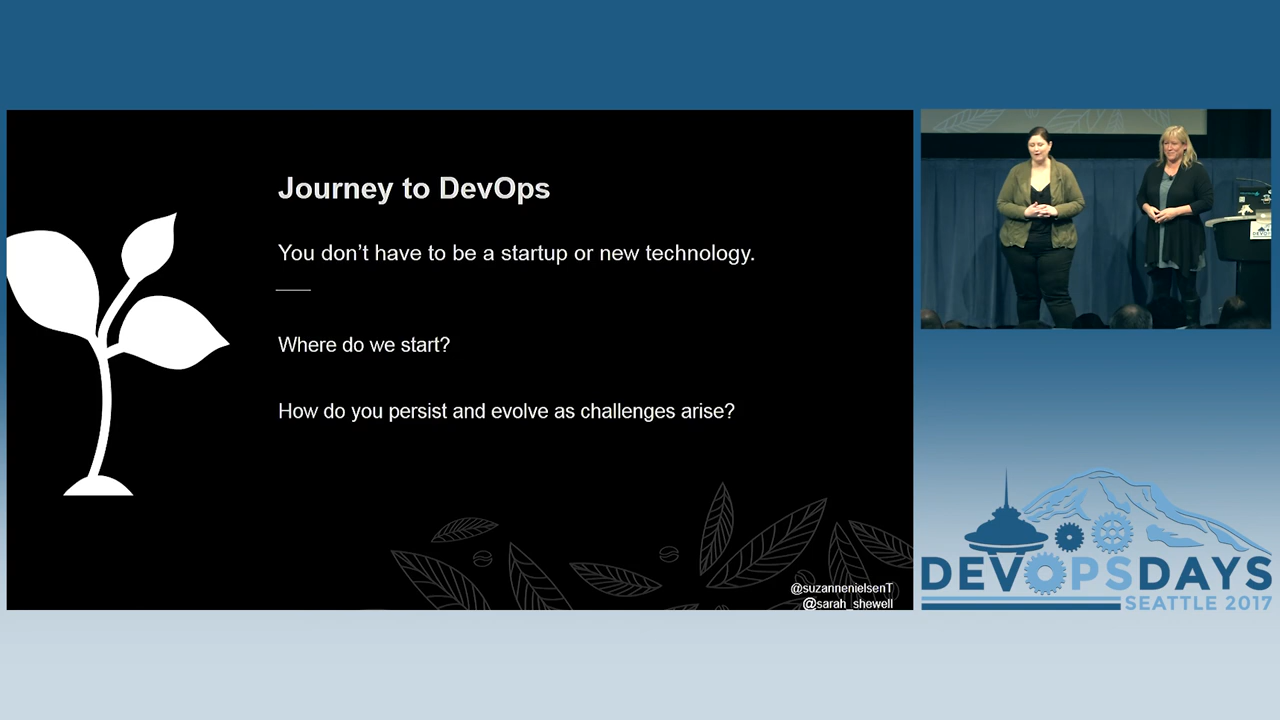 Journey to DevOps
You don't have to be a startup or new technology.
Where do we start?
How do you persist and evolve as challenges arise?
@suzannenielsenT
@sarah_shewell
DEVOPSDAYS
SEATTLE 2017